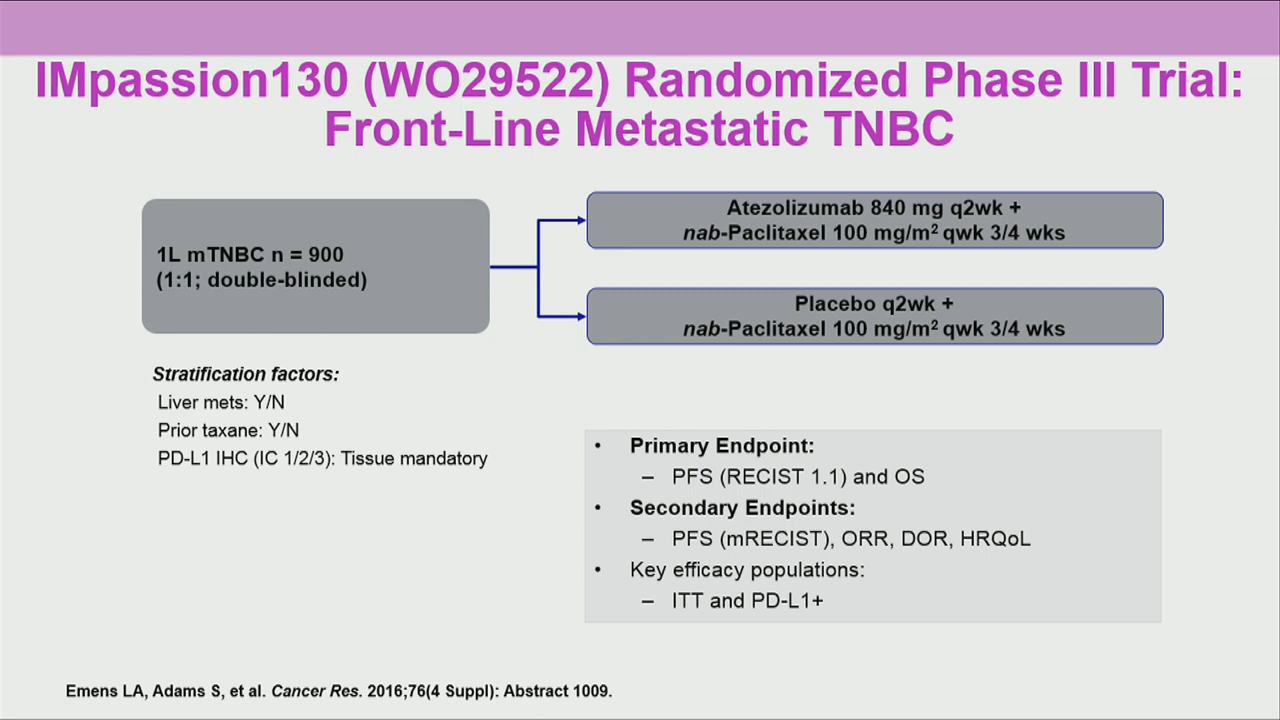 IMpassion130 (WO29522) Randomized Phase III Trial:
Front-Line Metastatic TNBC
1L mTNBC n = 900
(1:1; double-blinded)
Atezolizumab 840 mg q2wk +
nab-Paclitaxel 100 mg/m² qwk 3/4 wks
Placebo q2wk +
nab-Paclitaxel 100 mg/m² qwk 3/4 wks
Stratification factors:
Liver mets: Y/N
Prior taxane: Y/N
PD-L1 IHC (IC 1/2/3): Tissue mandatory
• Primary Endpoint:
– PFS (RECIST 1.1) and OS
• Secondary Endpoints:
– PFS (mRECIST), ORR, DOR, HRQoL
• Key efficacy populations:
– ITT and PD-L1+
Emens LA, Adams S, et al. Cancer Res. 2016;76(4 Suppl): Abstract 1009.